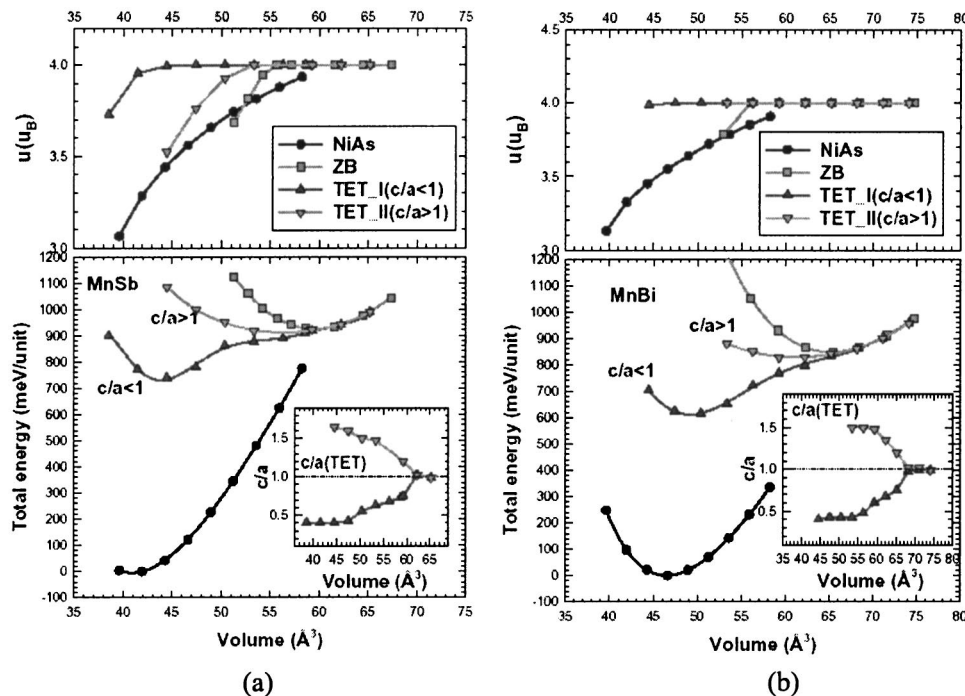 35 40 45 50 55 60 65 70 75
4.0
3.5
3.0
u(u_B)
NiAs
ZB
TET_I(c/a<1)
TET_II(c/a>1)
1200
1100
1000
900
800
700
600
500
400
300
200
100
0
-100
Total energy (meV/unit)
MnSb
c/a>1
c/a<1
c/a(TET)
c/a
1.5
1.0
0.5
35 40 45 50 55 60 65
Volume (Å³)
35 40 45 50 55 60 65 70 75
Volume (Å³)
(a)
35 40 45 50 55 60 65 70 75 80
4.5
4.0
3.5
3.0
u(u_B)
NiAs
ZB
TET_I(c/a<1)
TET_II(c/a>1)
1200
1100
1000
900
800
700
600
500
400
300
200
100
0
-100
Total energy (meV/unit)
MnBi
c/a>1
c/a<1
c/a(TET)
c/a
1.5
1.0
0.5
35 40 45 50 55 60 65 70 75 80
Volume (Å³)
35 40 45 50 55 60 65 70 75 80
Volume (Å³)
(b)